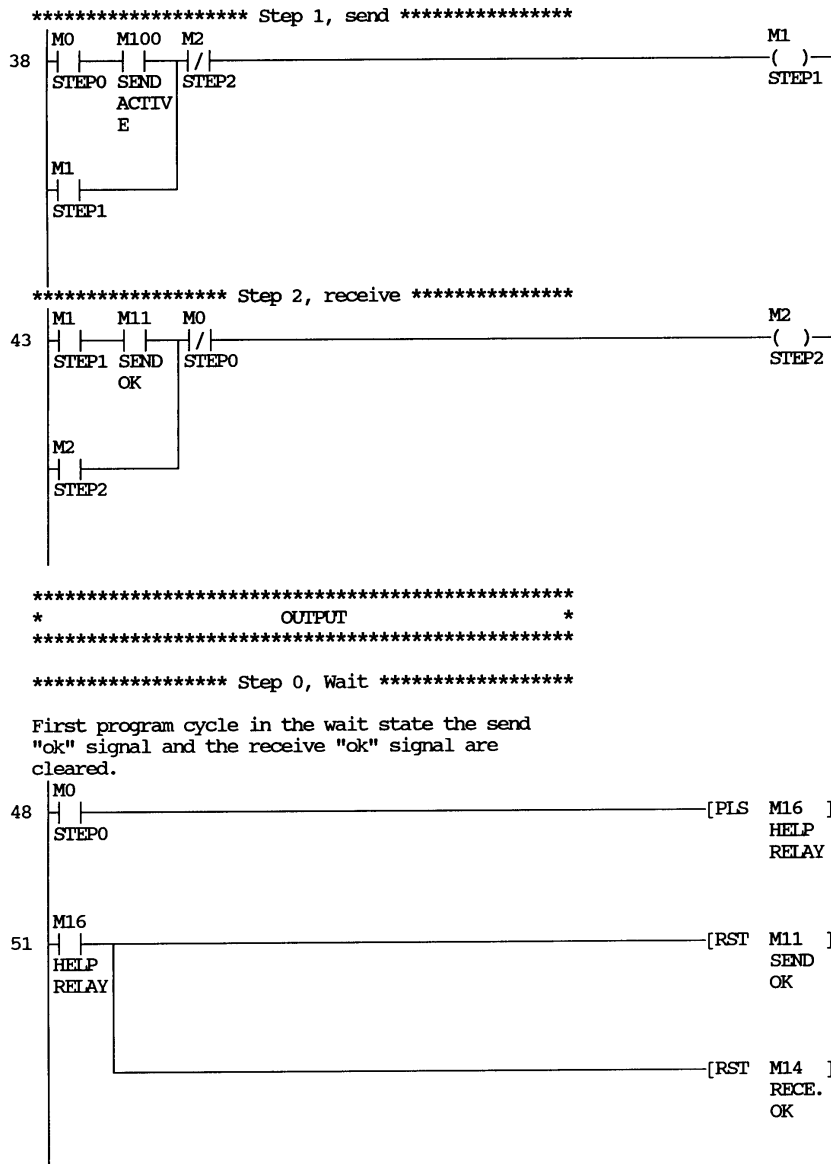 ******************** Step 1, send ****************
M0 M100 M2 M1
38 ( )
STEP0 SEND STEP2 STEP1
ACTIV
E
M1
STEP1
****************** Step 2, receive ***************
M1 M11 M0 M2
43 ( )
STEP1 SEND STEP0 STEP2
OK
M2
STEP2
**************************************************
* OUTPUT *
**************************************************
****************** Step 0, Wait ******************
First program cycle in the wait state the send
"ok" signal and the receive "ok" signal are
cleared.
M0
48 [PLS M16 ]
STEP0 HELP
RELAY
M16
51 [RST M11 ]
HELP SEND
RELAY OK
[RST M14 ]
RECE.
OK